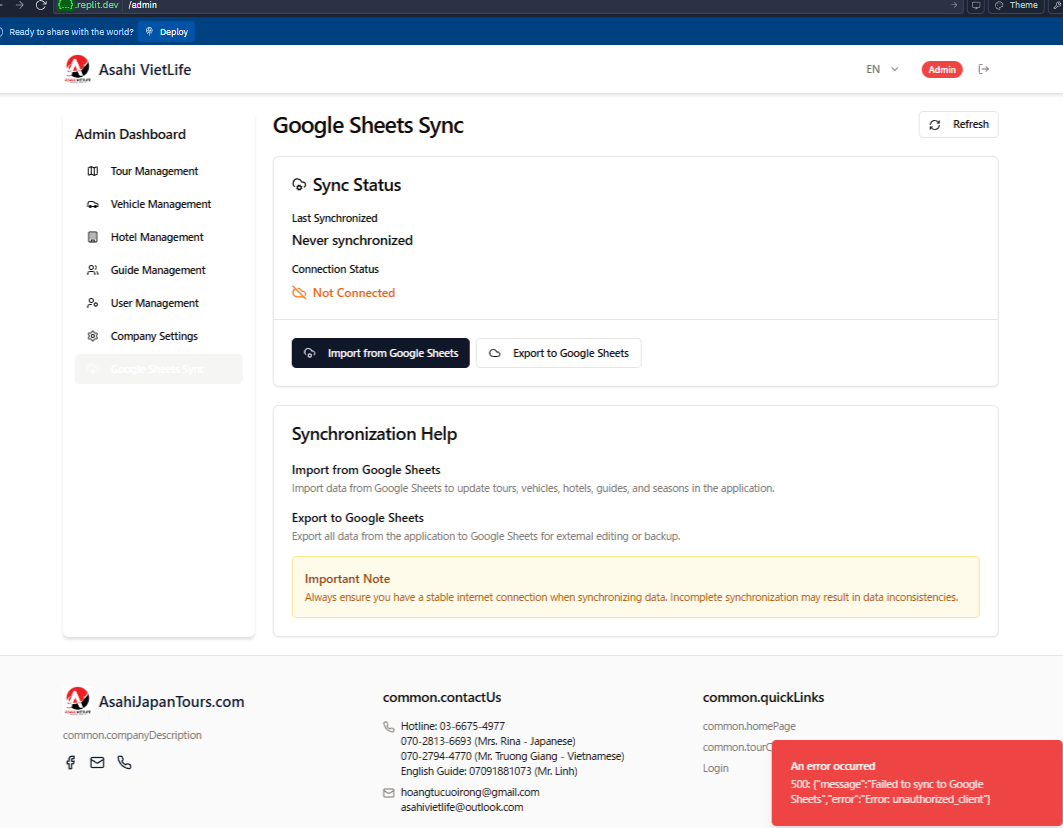 {...}.replit.dev /admin
Theme
Ready to share with the world? Deploy
Asahi VietLife
EN
Admin
Admin Dashboard
Tour Management
Vehicle Management
Hotel Management
Guide Management
User Management
Company Settings
Google Sheets Sync
Google Sheets Sync
Refresh
Sync Status
Last Synchronized
Never synchronized
Connection Status
Not Connected
Import from Google Sheets
Export to Google Sheets
Synchronization Help
Import from Google Sheets
Import data from Google Sheets to update tours, vehicles, hotels, guides, and seasons in the application.
Export to Google Sheets
Export all data from the application to Google Sheets for external editing or backup.
Important Note
Always ensure you have a stable internet connection when synchronizing data. Incomplete synchronization may result in data inconsistencies.
AsahiJapanTours.com
common.companyDescription
common.contactUs
Hotline: 03-6675-4977
070-2813-6693 (Mrs. Rina - Japanese)
070-2794-4770 (Mr. Truong Giang - Vietnamese)
English Guide: 07091881073 (Mr. Linh)
hoangtucuoirong@gmail.com
asahivietlife@outlook.com
common.quickLinks
common.homePage
common.tour
Login
An error occurred
500: {"message":"Failed to sync to Google
Sheets","error":"Error: unauthorized_client"}